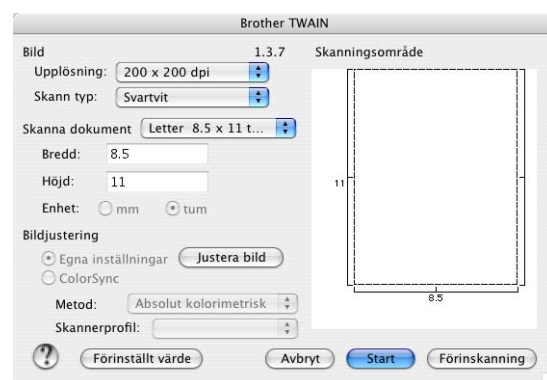 Brother TWAIN
Bild 1.3.7
Upplösning: 200 x 200 dpi
Skann typ: Svartvit
Skanna dokument Letter 8.5 x 11 t...
Bredd: 8.5
Höjd: 11
Enhet: mm tum
Bildjustering
Egna inställningar Justera bild
ColorSync
Metod: Absolut kolorimetrisk
Skannerprofil:
Skanningsområde
11
8.5
? Förinställt värde Avbryt Start Förinskanning